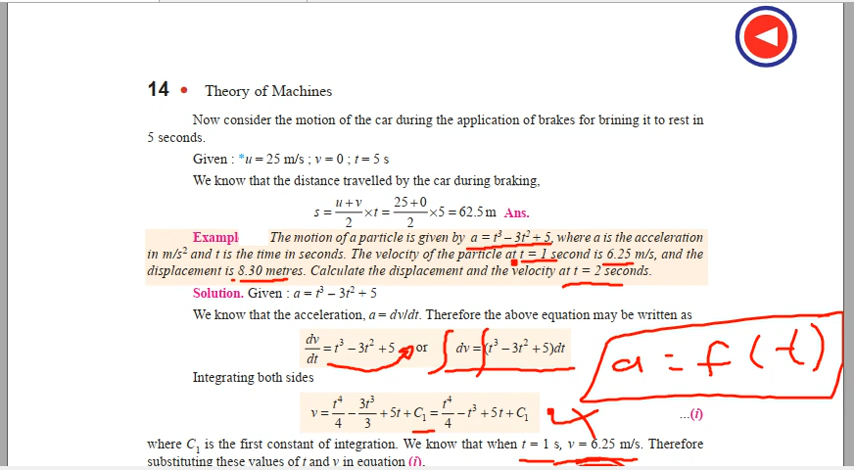 14 • Theory of Machines
Now consider the motion of the car during the application of brakes for brining it to rest in
5 seconds.
Given : *u = 25 m/s ; v = 0 ; t = 5 s
We know that the distance travelled by the car during braking,
s = \frac{u + v}{2} × t = \frac{25 + 0}{2} × 5 = 62.5 m Ans.
Exampl The motion of a particle is given by a = t³ – 3t² + 5, where a is the acceleration
in m/s² and t is the time in seconds. The velocity of the particle at t = 1 second is 6.25 m/s, and the
displacement is 8.30 metres. Calculate the displacement and the velocity at t = 2 seconds.
Solution. Given : a = t³ – 3t² + 5
We know that the acceleration, a = dv/dt. Therefore the above equation may be written as
\frac{dv}{dt} = t³ – 3t² + 5 or ∫ dv = ∫(t³ – 3t² + 5)dt
a = f(t)
Integrating both sides
v = \frac{t⁴}{4} – \frac{3t³}{3} + 5t + C₁ = \frac{t⁴}{4} – t³ + 5t + C₁ ...(i)
where C₁ is the first constant of integration. We know that when t = 1 s, v = 6.25 m/s. Therefore
substituting these values of t and v in equation (i),